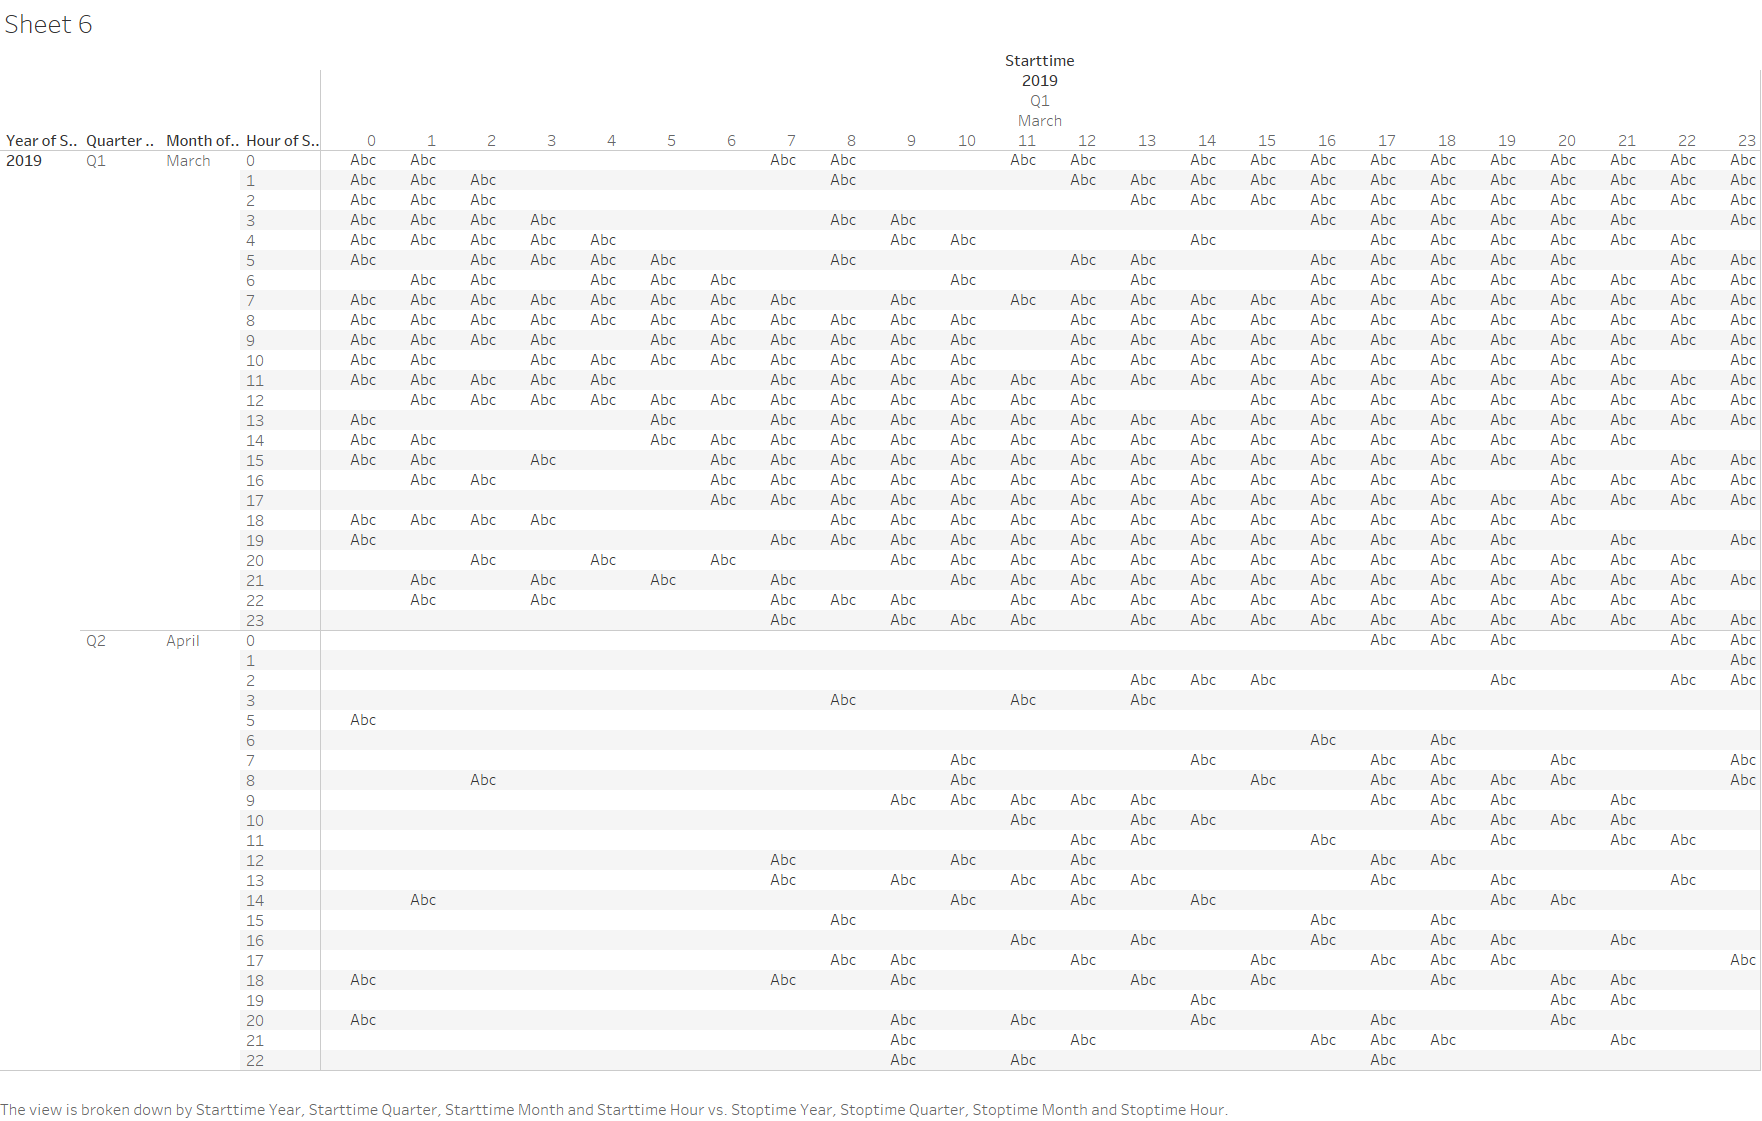 Sheet 6
Starttime
2019
Q1
March
Year of S.. Quarter .. Month of.. Hour of S.. 0 1 2 3 4 5 6 7 8 9 10 11 12 13 14 15 16 17 18 19 20 21 22 23
2019 Q1 March 0 Abc Abc Abc Abc Abc Abc Abc Abc Abc Abc Abc Abc Abc Abc Abc Abc
1 Abc Abc Abc Abc Abc Abc Abc Abc Abc Abc Abc Abc Abc Abc Abc Abc
2 Abc Abc Abc Abc Abc Abc Abc Abc Abc Abc Abc Abc Abc Abc
3 Abc Abc Abc Abc Abc Abc Abc Abc Abc Abc Abc Abc Abc
4 Abc Abc Abc Abc Abc Abc Abc Abc Abc Abc Abc Abc Abc Abc
5 Abc Abc Abc Abc Abc Abc Abc Abc Abc Abc Abc Abc Abc Abc Abc
6 Abc Abc Abc Abc Abc Abc Abc Abc Abc Abc Abc Abc Abc Abc Abc
7 Abc Abc Abc Abc Abc Abc Abc Abc Abc Abc Abc Abc Abc Abc Abc Abc Abc Abc Abc Abc Abc Abc
8 Abc Abc Abc Abc Abc Abc Abc Abc Abc Abc Abc Abc Abc Abc Abc Abc Abc Abc Abc Abc Abc Abc Abc
9 Abc Abc Abc Abc Abc Abc Abc Abc Abc Abc Abc Abc Abc Abc Abc Abc Abc Abc Abc Abc Abc Abc
10 Abc Abc Abc Abc Abc Abc Abc Abc Abc Abc Abc Abc Abc Abc Abc Abc Abc Abc Abc Abc Abc
11 Abc Abc Abc Abc Abc Abc Abc Abc Abc Abc Abc Abc Abc Abc Abc Abc Abc Abc Abc Abc Abc Abc
12 Abc Abc Abc Abc Abc Abc Abc Abc Abc Abc Abc Abc Abc Abc Abc Abc Abc Abc Abc Abc Abc
13 Abc Abc Abc Abc Abc Abc Abc Abc Abc Abc Abc Abc Abc Abc Abc Abc Abc Abc Abc
14 Abc Abc Abc Abc Abc Abc Abc Abc Abc Abc Abc Abc Abc Abc Abc Abc Abc Abc Abc
15 Abc Abc Abc Abc Abc Abc Abc Abc Abc Abc Abc Abc Abc Abc Abc Abc Abc Abc Abc Abc
16 Abc Abc Abc Abc Abc Abc Abc Abc Abc Abc Abc Abc Abc Abc Abc Abc Abc Abc Abc
17 Abc Abc Abc Abc Abc Abc Abc Abc Abc Abc Abc Abc Abc Abc Abc Abc Abc Abc
18 Abc Abc Abc Abc Abc Abc Abc Abc Abc Abc Abc Abc Abc Abc Abc Abc Abc
19 Abc Abc Abc Abc Abc Abc Abc Abc Abc Abc Abc Abc Abc Abc Abc Abc
20 Abc Abc Abc Abc Abc Abc Abc Abc Abc Abc Abc Abc Abc Abc Abc Abc Abc
21 Abc Abc Abc Abc Abc Abc Abc Abc Abc Abc Abc Abc Abc Abc Abc Abc Abc Abc
22 Abc Abc Abc Abc Abc Abc Abc Abc Abc Abc Abc Abc Abc Abc Abc Abc Abc
23 Abc Abc Abc Abc Abc Abc Abc Abc Abc Abc Abc Abc Abc Abc Abc
Q2 April 0 Abc Abc Abc Abc Abc
1 Abc
2 Abc Abc Abc Abc Abc Abc
3 Abc Abc Abc
5 Abc
6 Abc Abc
7 Abc Abc Abc Abc Abc Abc
8 Abc Abc Abc Abc Abc Abc Abc Abc
9 Abc Abc Abc Abc Abc Abc Abc Abc Abc
10 Abc Abc Abc Abc Abc Abc Abc
11 Abc Abc Abc Abc Abc Abc
12 Abc Abc Abc Abc Abc
13 Abc Abc Abc Abc Abc Abc Abc Abc
14 Abc Abc Abc Abc Abc Abc
15 Abc Abc Abc
16 Abc Abc Abc Abc Abc Abc
17 Abc Abc Abc Abc Abc Abc Abc Abc
18 Abc Abc Abc Abc Abc Abc Abc Abc
19 Abc Abc Abc
20 Abc Abc Abc Abc Abc Abc
21 Abc Abc Abc Abc Abc Abc
22 Abc Abc Abc
The view is broken down by Starttime Year, Starttime Quarter, Starttime Month and Starttime Hour vs. Stoptime Year, Stoptime Quarter, Stoptime Month and Stoptime Hour.